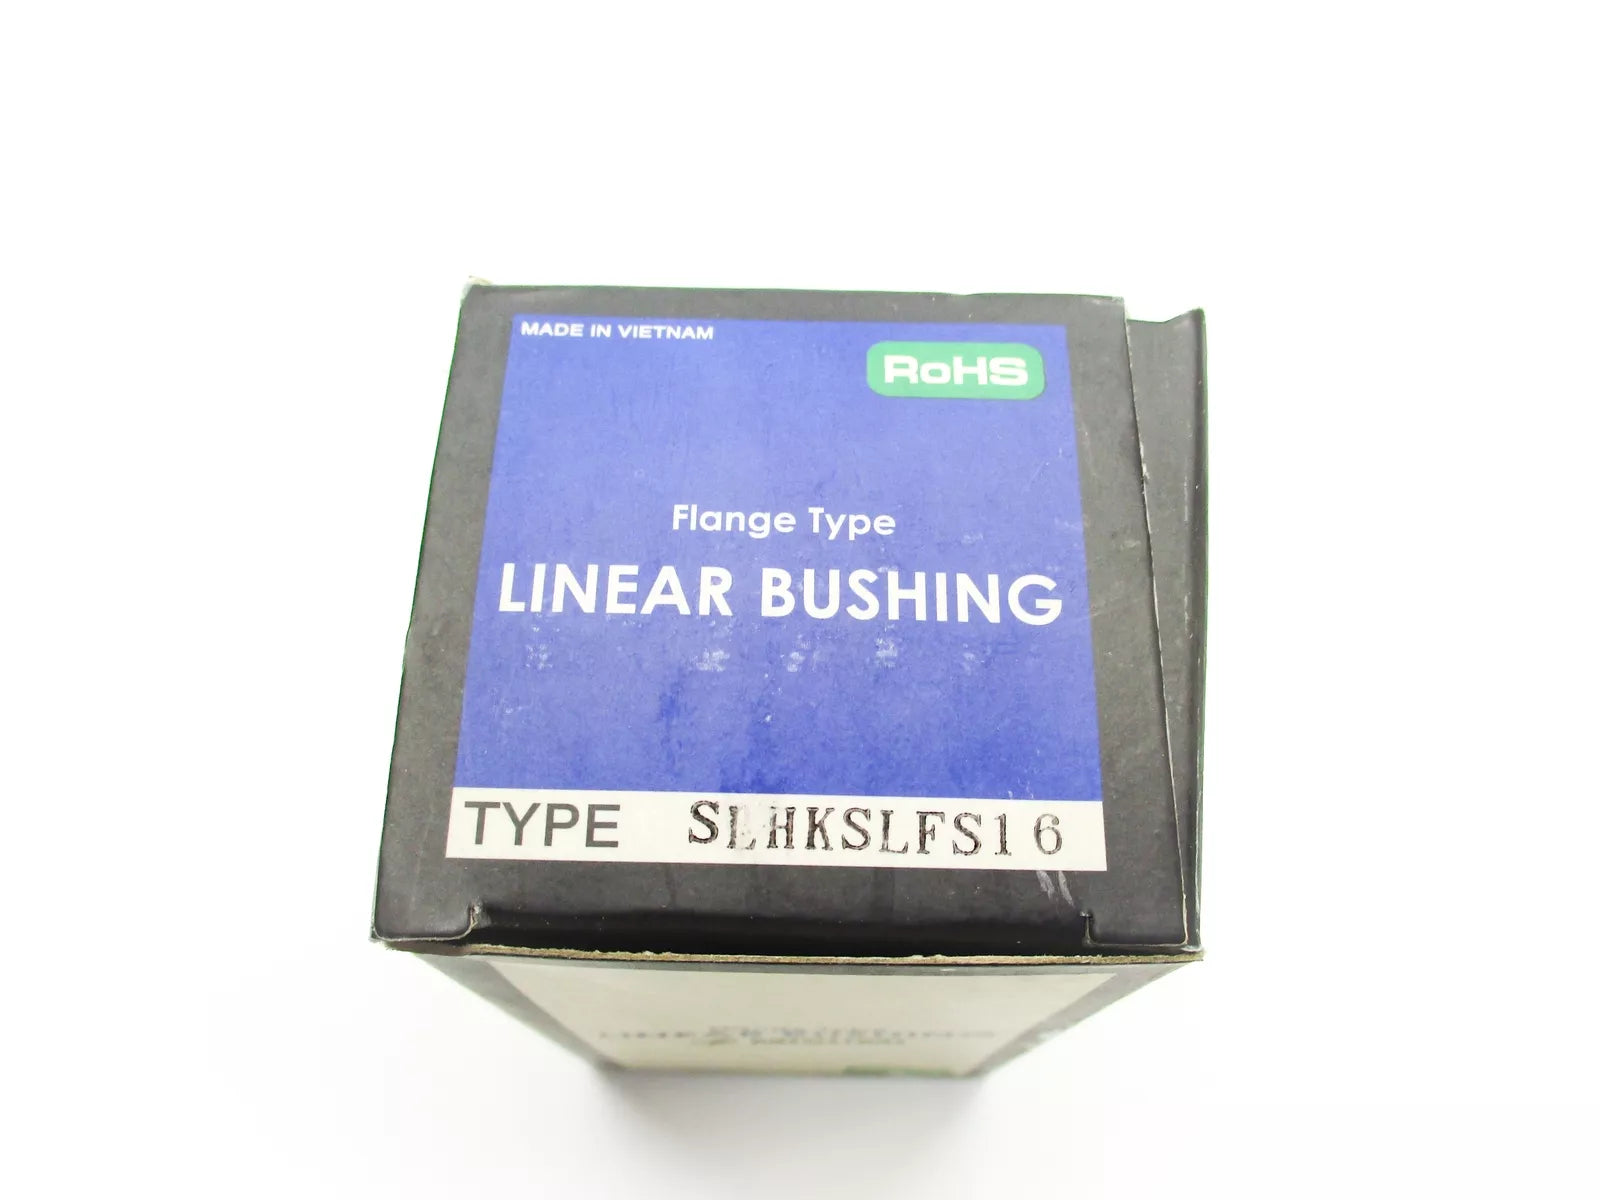 MADE IN VIETNAM
RoHS
Flange Type
LINEAR BUSHING
TYPE SLHKSLFS16